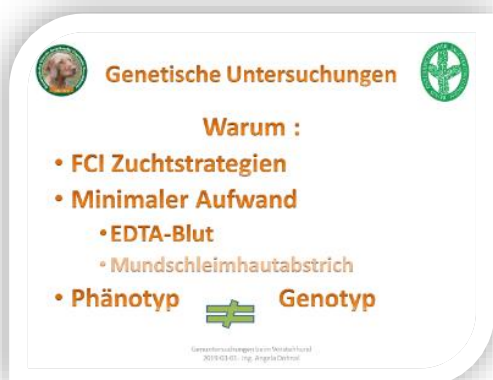 Genetische Untersuchungen
Warum :
• FCI Zuchtstrategien
• Minimaler Aufwand
• EDTA-Blut
• Mundschleimhautabstrich
• Phänotyp ≠ Genotyp